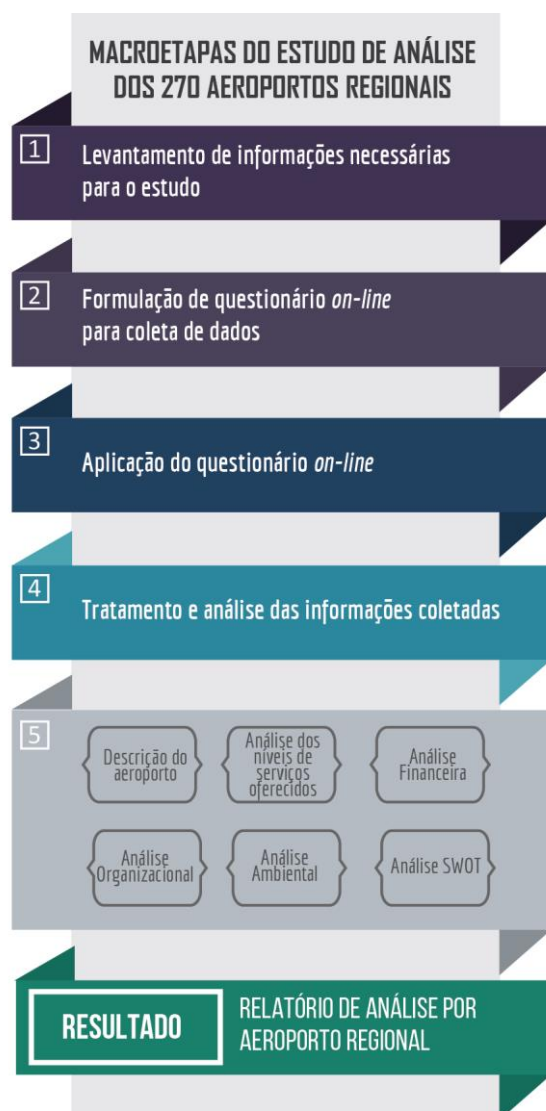 MACROETAPAS DO ESTUDO DE ANÁLISE
DOS 270 AEROPORTOS REGIONAIS
1
Levantamento de informações necessárias
para o estudo
2
Formulação de questionário on-line
para coleta de dados
3
Aplicação do questionário on-line
4
Tratamento e análise das informações coletadas
5
Descrição do
aeroporto
Análise dos
níveis de
serviços
oferecidos
Análise
Financeira
Análise
Organizacional
Análise
Ambiental
Análise SWOT
RESULTADO
RELATÓRIO DE ANÁLISE POR
AEROPORTO REGIONAL